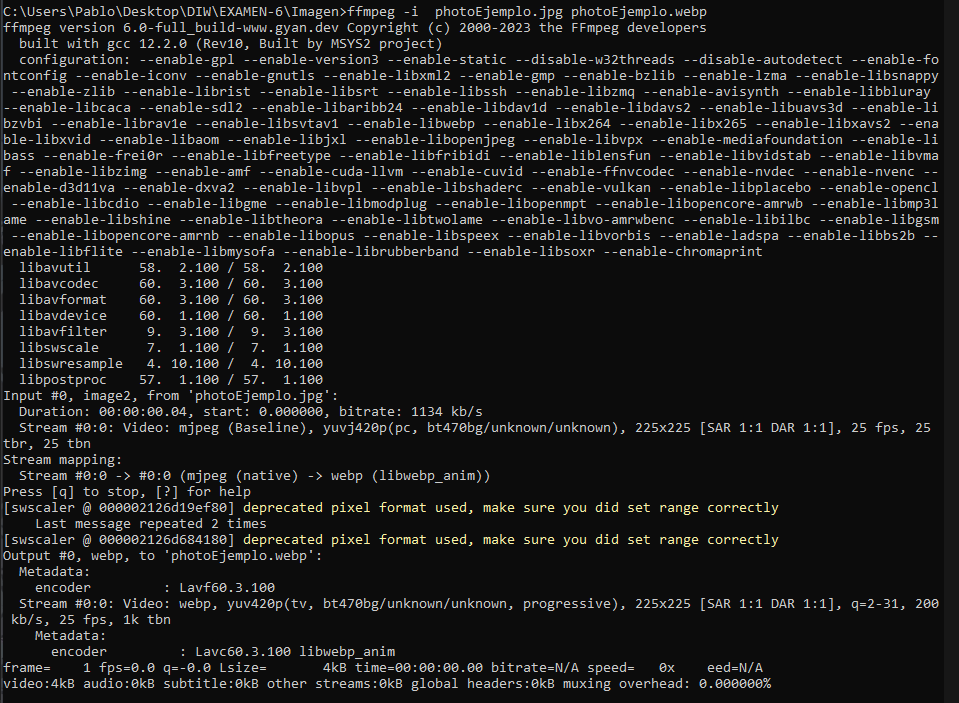 C:\Users\Pablo\Desktop\DIW\EXAMEN-6\Imagen>ffmpeg -i  photoEjemplo.jpg photoEjemplo.webp
ffmpeg version 6.0-full_build-www.gyan.dev Copyright (c) 2000-2023 the FFmpeg developers
  built with gcc 12.2.0 (Rev10, Built by MSYS2 project)
  configuration: --enable-gpl --enable-version3 --enable-static --disable-w32threads --disable-autodetect --enable-fo
ntconfig --enable-iconv --enable-gnutls --enable-libxml2 --enable-gmp --enable-bzlib --enable-lzma --enable-libsnappy
 --enable-zlib --enable-librist --enable-libsrt --enable-libssh --enable-libzmq --enable-avisynth --enable-libbluray
--enable-libcaca --enable-sdl2 --enable-libaribb24 --enable-libdav1d --enable-libdavs2 --enable-libuavs3d --enable-li
bzvbi --enable-librav1e --enable-libsvtav1 --enable-libwebp --enable-libx264 --enable-libx265 --enable-libxavs2 --ena
ble-libxvid --enable-libaom --enable-libjxl --enable-libopenjpeg --enable-libvpx --enable-mediafoundation --enable-li
bass --enable-frei0r --enable-libfreetype --enable-libfribidi --enable-liblensfun --enable-libvidstab --enable-libvma
f --enable-libzimg --enable-amf --enable-cuda-llvm --enable-cuvid --enable-ffnvcodec --enable-nvdec --enable-nvenc --
enable-d3d11va --enable-dxva2 --enable-libvpl --enable-libshaderc --enable-vulkan --enable-libplacebo --enable-opencl
 --enable-libcdio --enable-libgme --enable-libmodplug --enable-libopenmpt --enable-libopencore-amrwb --enable-libmp3l
ame --enable-libshine --enable-libtheora --enable-libtwolame --enable-libvo-amrwbenc --enable-libilbc --enable-libgsm
 --enable-libopencore-amrnb --enable-libopus --enable-libspeex --enable-libvorbis --enable-ladspa --enable-libbs2b --
enable-libflite --enable-libmysofa --enable-librubberband --enable-libsoxr --enable-chromaprint
  libavutil      58.  2.100 / 58.  2.100
  libavcodec     60.  3.100 / 60.  3.100
  libavformat    60.  3.100 / 60.  3.100
  libavdevice    60.  1.100 / 60.  1.100
  libavfilter     9.  3.100 /  9.  3.100
  libswscale      7.  1.100 /  7.  1.100
  libswresample   4. 10.100 /  4. 10.100
  libpostproc    57.  1.100 / 57.  1.100
Input #0, image2, from 'photoEjemplo.jpg':
  Duration: 00:00:00.04, start: 0.000000, bitrate: 1134 kb/s
  Stream #0:0: Video: mjpeg (Baseline), yuvj420p(pc, bt470bg/unknown/unknown), 225x225 [SAR 1:1 DAR 1:1], 25 fps, 25
tbr, 25 tbn
Stream mapping:
  Stream #0:0 -> #0:0 (mjpeg (native) -> webp (libwebp_anim))
Press [q] to stop, [?] for help
[swscaler @ 000002126d19ef80] deprecated pixel format used, make sure you did set range correctly
    Last message repeated 2 times
[swscaler @ 000002126d684180] deprecated pixel format used, make sure you did set range correctly
Output #0, webp, to 'photoEjemplo.webp':
  Metadata:
    encoder         : Lavf60.3.100
  Stream #0:0: Video: webp, yuv420p(tv, bt470bg/unknown/unknown, progressive), 225x225 [SAR 1:1 DAR 1:1], q=2-31, 200
 kb/s, 25 fps, 1k tbn
    Metadata:
      encoder         : Lavc60.3.100 libwebp_anim
frame=    1 fps=0.0 q=-0.0 Lsize=       4kB time=00:00:00.00 bitrate=N/A speed=   0x    eed=N/A
video:4kB audio:0kB subtitle:0kB other streams:0kB global headers:0kB muxing overhead: 0.000000%